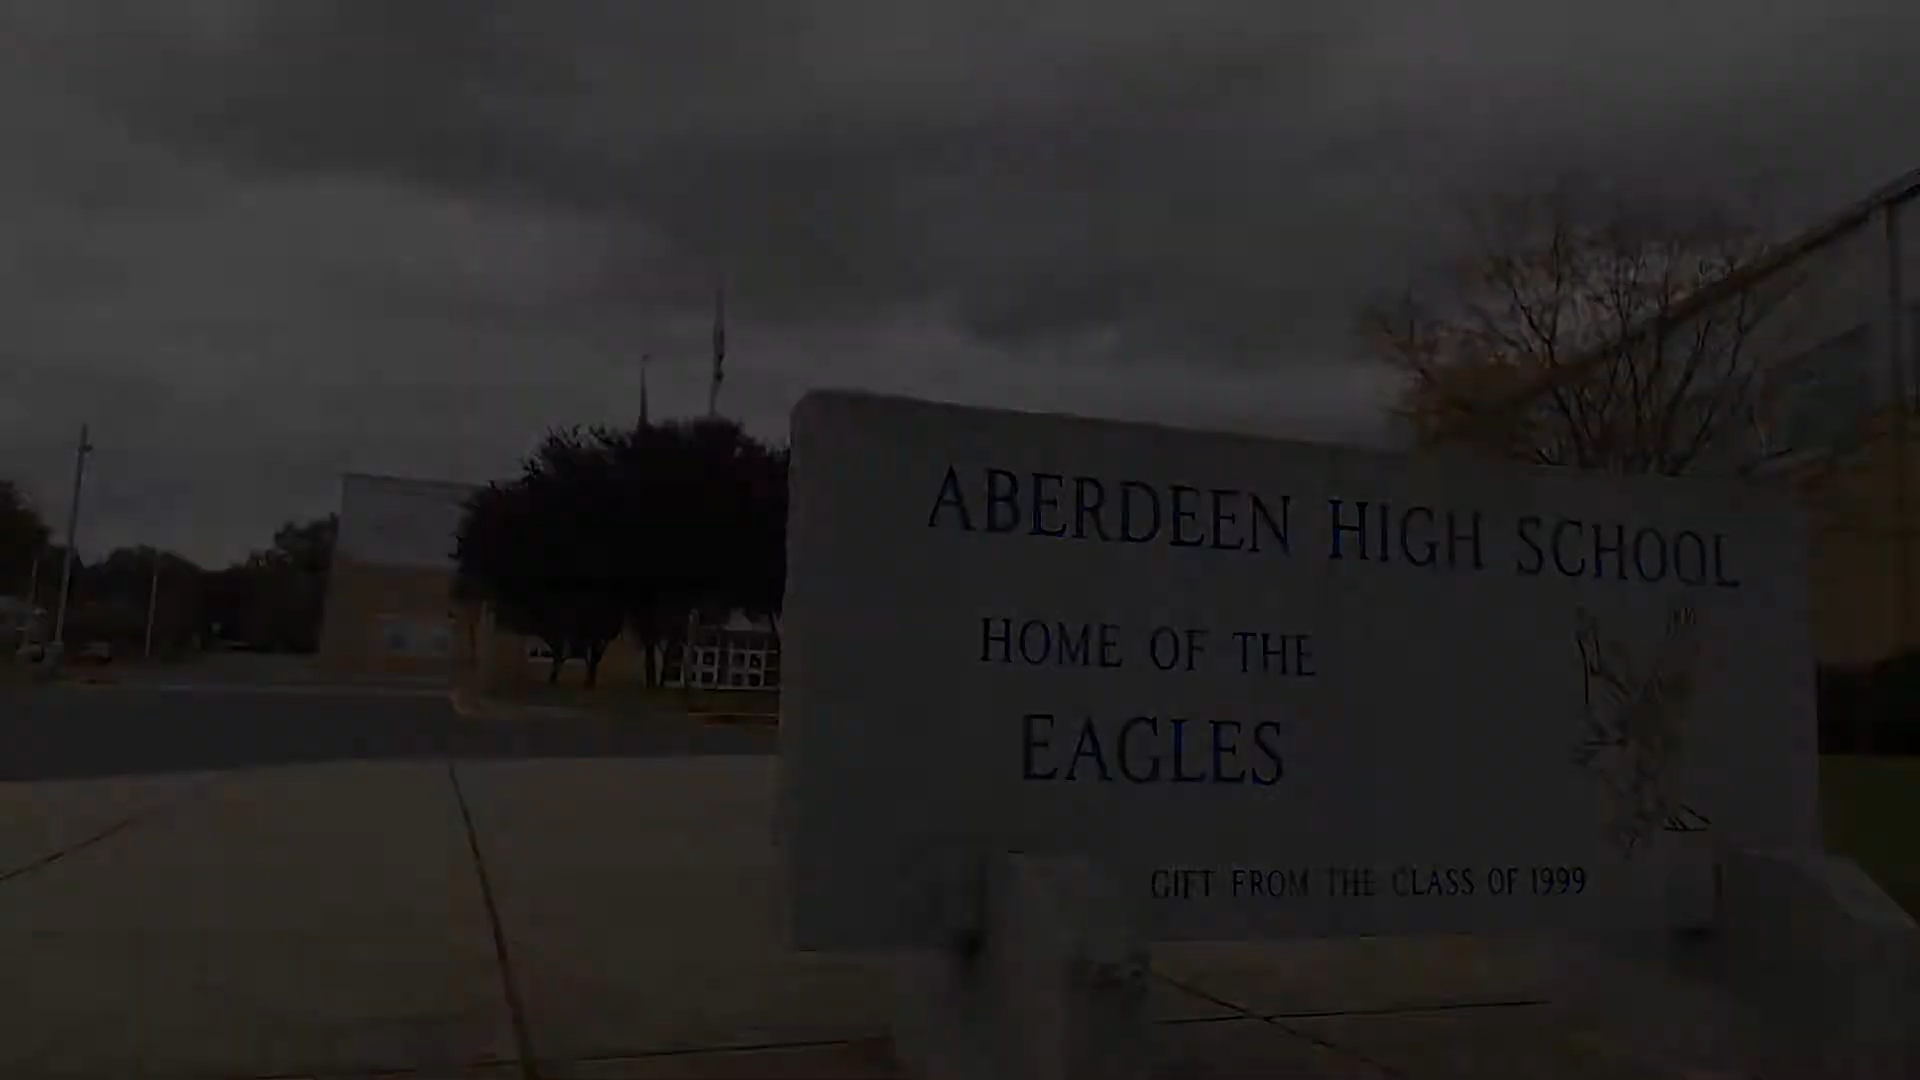 ABERDEEN HIGH SCHOOL
HOME OF THE
EAGLES
GIFT FROM THE CLASS OF 1999